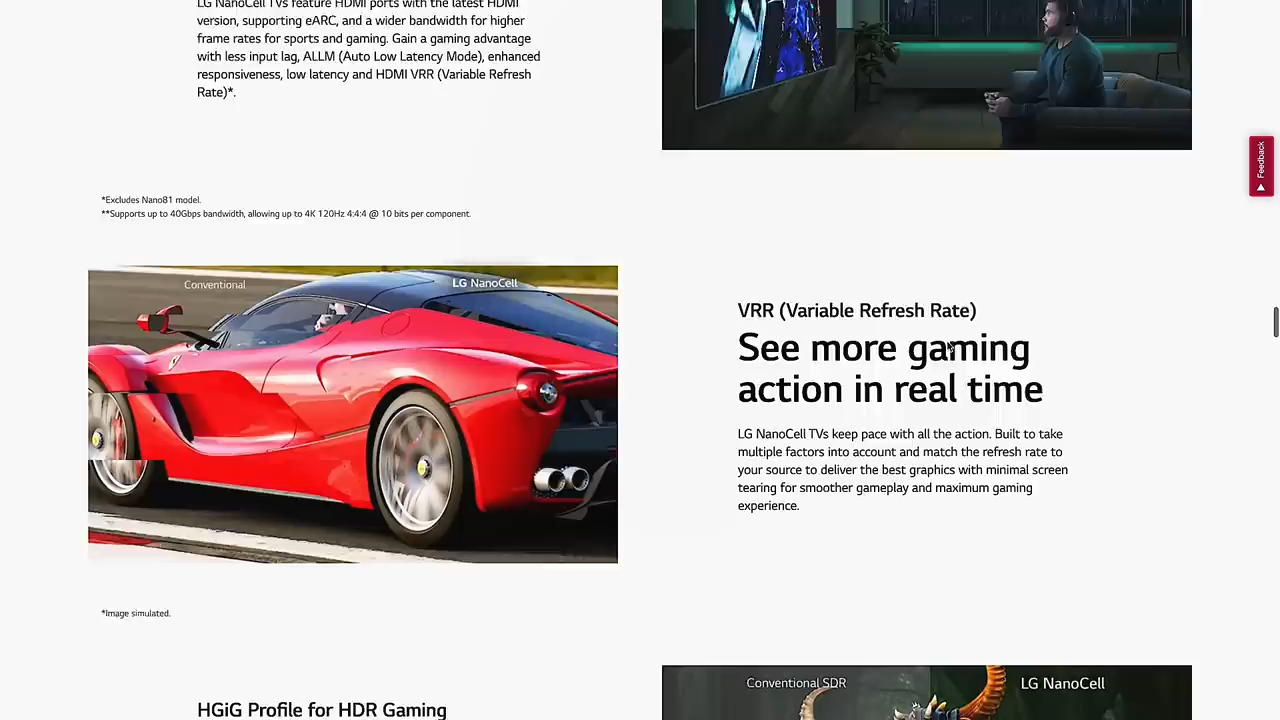 LG NanoCell TVs feature HDMI ports with the latest HDMI
version, supporting eARC, and a wider bandwidth for higher
frame rates for sports and gaming. Gain a gaming advantage
with less input lag, ALLM (Auto Low Latency Mode), enhanced
responsiveness, low latency and HDMI VRR (Variable Refresh
Rate)*.
Feedback
*Excludes Nano81 model.
**Supports up to 40Gbps bandwidth, allowing up to 4K 120Hz 4:4:4 @ 10 bits per component.
Conventional
LG NanoCell
VRR (Variable Refresh Rate)
See more gaming
action in real time
LG NanoCell TVs keep pace with all the action. Built to take
multiple factors into account and match the refresh rate to
your source to deliver the best graphics with minimal screen
tearing for smoother gameplay and maximum gaming
experience.
*Image simulated.
Conventional SDR
LG NanoCell
HGiG Profile for HDR Gaming